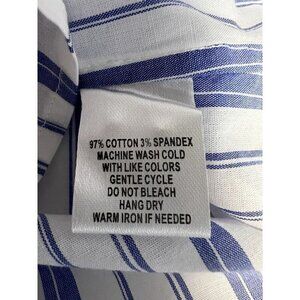 97% COTTON 3% SPANDEX
MACHINE WASH COLD
WITH LIKE COLORS
GENTLE CYCLE
DO NOT BLEACH
HANG DRY
WARM IRON IF NEEDED